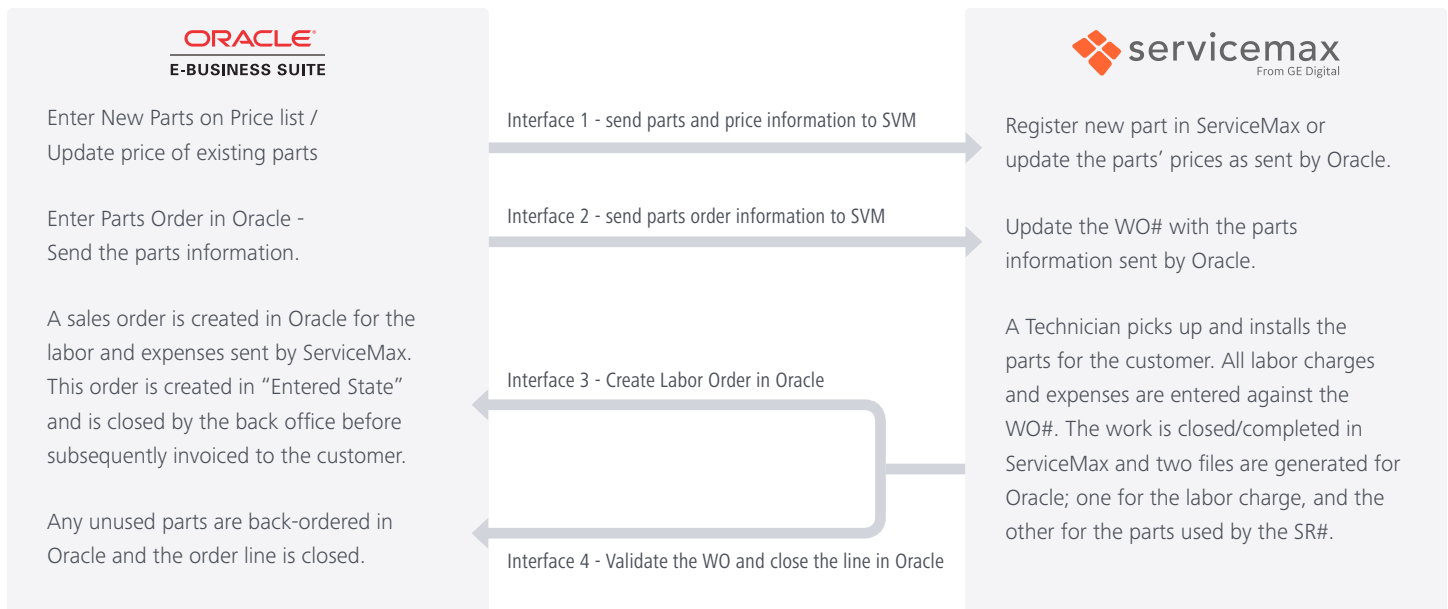 ORACLE®
E-BUSINESS SUITE
Enter New Parts on Price list /
Update price of existing parts
Enter Parts Order in Oracle -
Send the parts information.
A sales order is created in Oracle for the
labor and expenses sent by ServiceMax.
This order is created in “Entered State”
and is closed by the back office before
subsequently invoiced to the customer.
Any unused parts are back-ordered in
Oracle and the order line is closed.
Interface 1 - send parts and price information to SVM
Interface 2 - send parts order information to SVM
Interface 3 - Create Labor Order in Oracle
Interface 4 - Validate the WO and close the line in Oracle
servicemax
From GE Digital
Register new part in ServiceMax or
update the parts’ prices as sent by Oracle.
Update the WO# with the parts
information sent by Oracle.
A Technician picks up and installs the
parts for the customer. All labor charges
and expenses are entered against the
WO#. The work is closed/completed in
ServiceMax and two files are generated for
Oracle; one for the labor charge, and the
other for the parts used by the SR#.